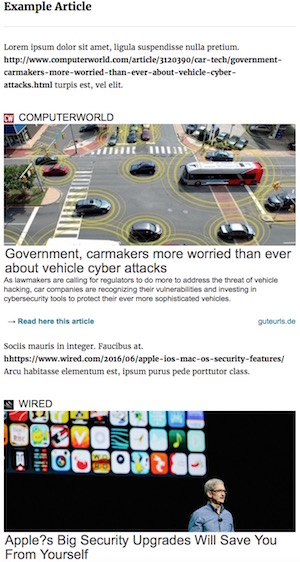 Example Article
Lorem ipsum dolor sit amet, ligula suspendisse nulla pretium.
http://www.computerworld.com/article/3120390/car-tech/government-
carmakers-more-worried-than-ever-about-vehicle-cyber-
attacks.html turpis est, vel elit.
CW COMPUTERWORLD
Government, carmakers more worried than ever
about vehicle cyber attacks
As lawmakers are calling for regulators to do more to address the threat of vehicle
hacking, car companies are recognizing their vulnerabilities and investing in
cybersecurity tools to protect their ever more sophisticated vehicles.
→ Read here this article guteurls.de
Sociis mauris in integer. Faucibus at.
hhttps://www.wired.com/2016/06/apple-ios-mac-os-security-features/
Arcu habitasse elementum est, ipsum purus pede porttutor class.
WIRED
Apple?s Big Security Upgrades Will Save You
From Yourself